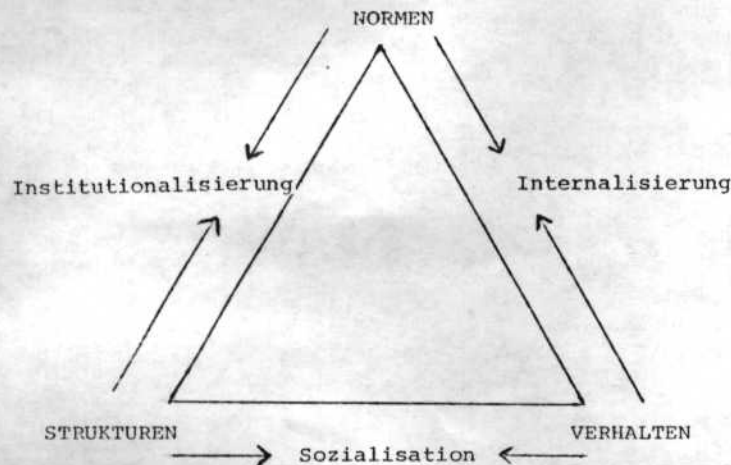 NORMEN
Institutionalisierung
Internalisierung
STRUKTUREN
VERHALTEN
Sozialisation